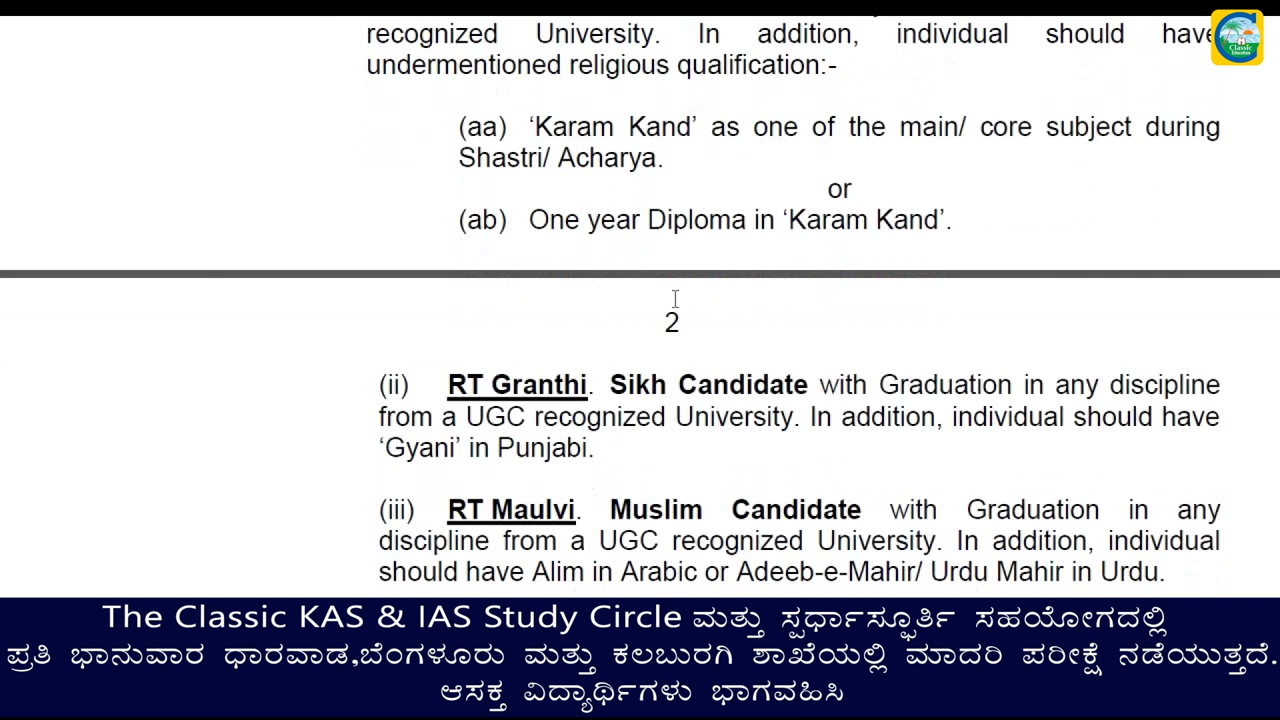 recognized University. In addition, individual should have
Classic
Education
undermentioned religious qualification:-
(aa) ‘Karam Kand’ as one of the main/ core subject during
Shastri/ Acharya.
or
(ab) One year Diploma in ‘Karam Kand’.
2
(ii) RT Granthi. Sikh Candidate with Graduation in any discipline
from a UGC recognized University. In addition, individual should have
‘Gyani’ in Punjabi.
(iii) RT Maulvi. Muslim Candidate with Graduation in any
discipline from a UGC recognized University. In addition, individual
should have Alim in Arabic or Adeeb-e-Mahir/ Urdu Mahir in Urdu.
The Classic KAS & IAS Study Circle ಮತ್ತು ಸ್ಪರ್ಧಾಸ್ಫೂರ್ತಿ ಸಹಯೋಗದಲ್ಲಿ
ಪ್ರತಿ ಭಾನುವಾರ ಧಾರವಾಡ,ಬೆಂಗಳೂರು ಮತ್ತು ಕಲಬುರಗಿ ಶಾಖೆಯಲ್ಲಿ ಮಾದರಿ ಪರೀಕ್ಷೆ ನಡೆಯುತ್ತದೆ.
ಆಸಕ್ತ ವಿದ್ಯಾರ್ಥಿಗಳು ಭಾಗವಹಿಸಿ